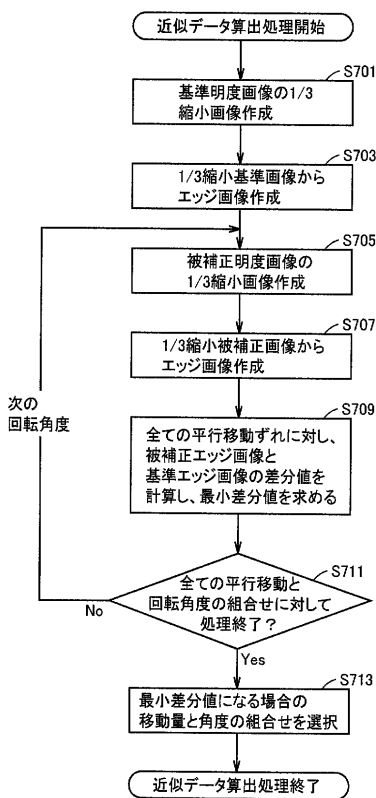 近似データ算出処理開始
S701
基準明度画像の1/3
縮小画像作成
S703
1/3縮小基準画像から
エッジ画像作成
S705
被補正明度画像の
1/3縮小画像作成
S707
1/3縮小被補正画像から
エッジ画像作成
次の
回転角度
S709
全ての平行移動ずれに対し、
被補正エッジ画像と
基準エッジ画像の差分値を
計算し、最小差分値を求める
S711
全ての平行移動と
回転角度の組合せに対して
処理終了？
No
Yes
S713
最小差分値になる場合の
移動量と角度の組合せを選択
近似データ算出処理終了